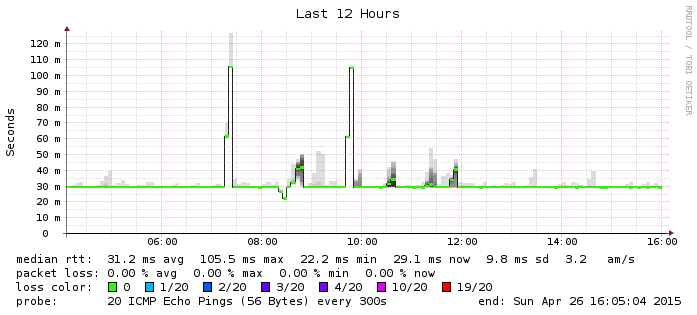 Last 12 Hours
RRDTOOL / TOBI OETIKER
Seconds
120 m
110 m
100 m
90 m
80 m
70 m
60 m
50 m
40 m
30 m
20 m
10 m
0
06:00 08:00 10:00 12:00 14:00 16:00
median rtt: 31.2 ms avg 105.5 ms max 22.2 ms min 29.1 ms now 9.8 ms sd 3.2 am/s
packet loss: 0.00 % avg 0.00 % max 0.00 % min 0.00 % now
loss color: 0 1/20 2/20 3/20 4/20 10/20 19/20
probe: 20 ICMP Echo Pings (56 Bytes) every 300s end: Sun Apr 26 16:05:04 2015